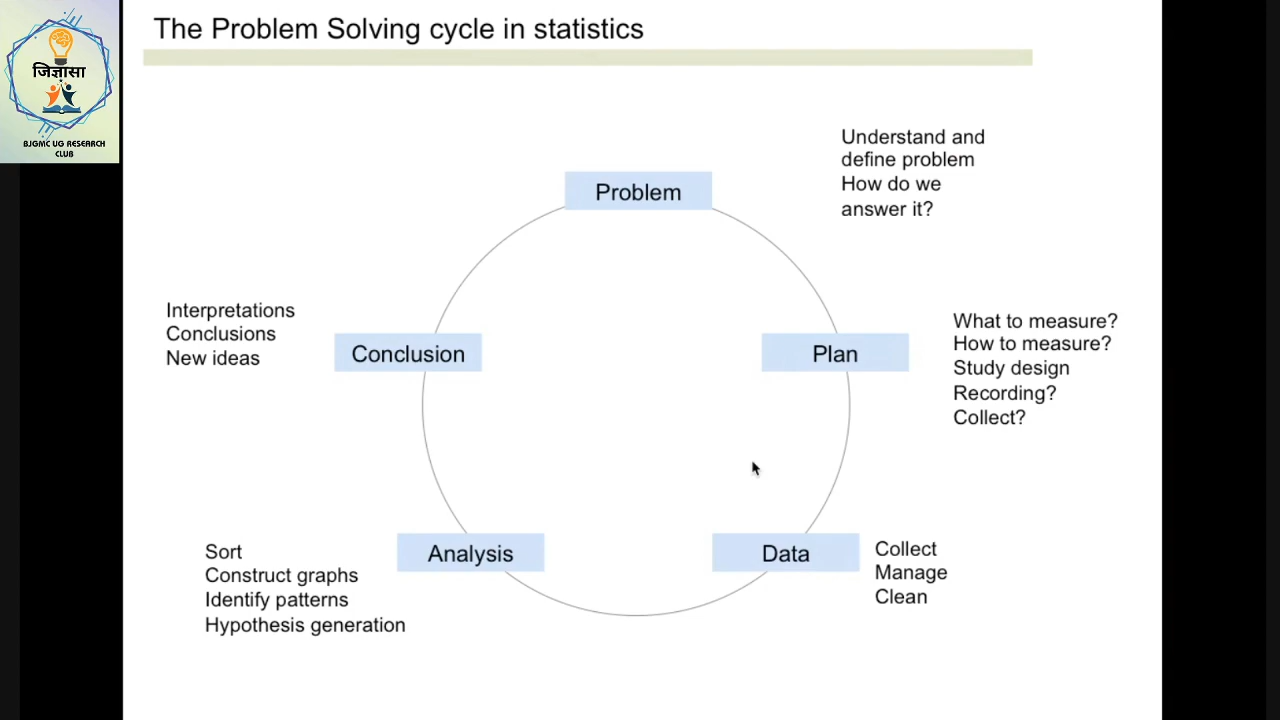 The Problem Solving cycle in statistics
जिज्ञासा
BJGMC UG RESEARCH
CLUB
Problem
Understand and
define problem
How do we
answer it?
Plan
What to measure?
How to measure?
Study design
Recording?
Collect?
Data
Collect
Manage
Clean
Analysis
Sort
Construct graphs
Identify patterns
Hypothesis generation
Conclusion
Interpretations
Conclusions
New ideas